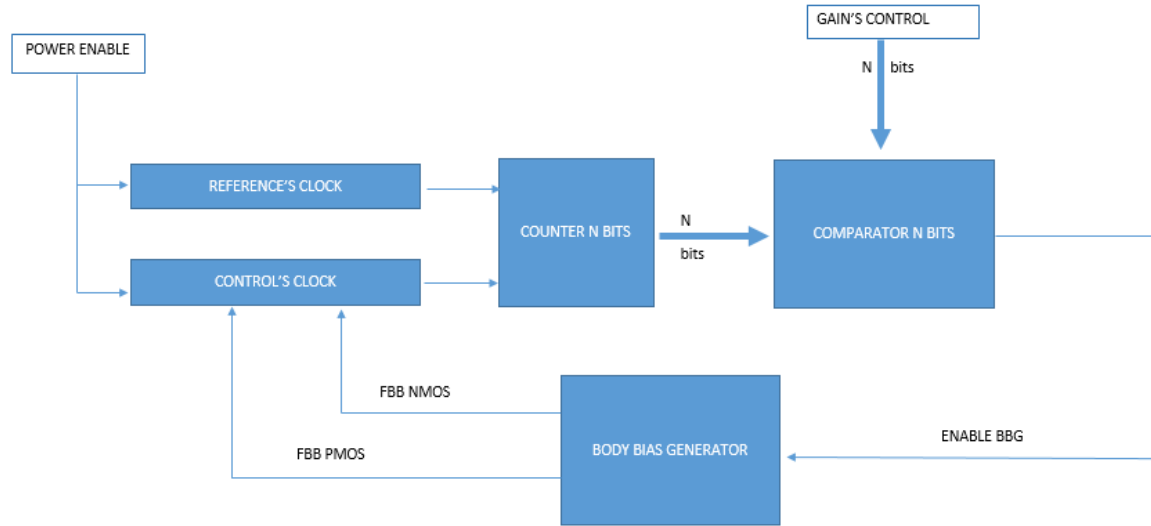 GAIN'S CONTROL
POWER ENABLE
N bits
REFERENCE'S CLOCK
COUNTER N BITS
N
bits
COMPARATOR N BITS
CONTROL'S CLOCK
FBB NMOS
FBB PMOS
BODY BIAS GENERATOR
ENABLE BBG